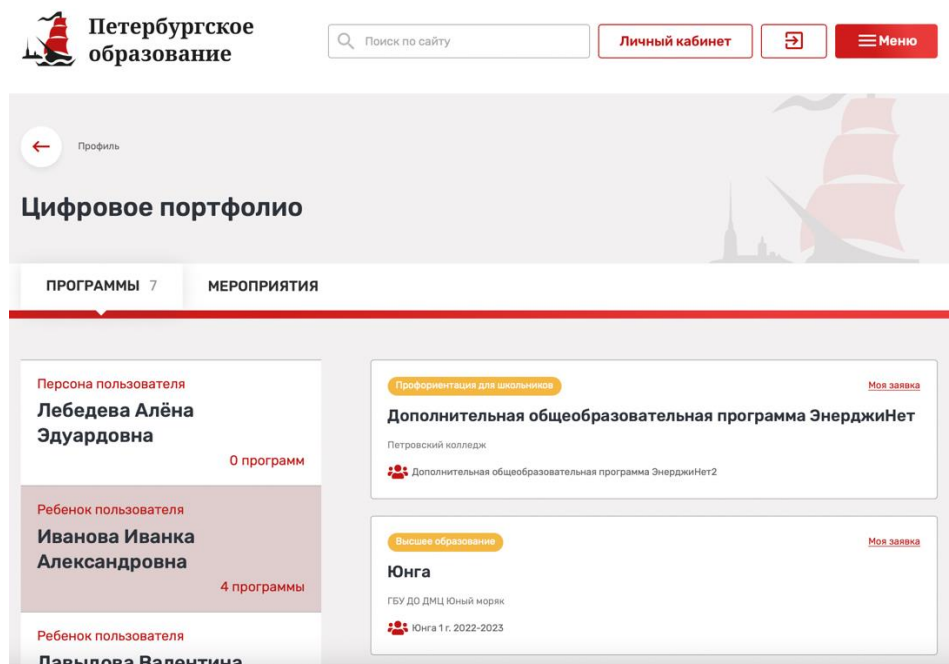 Петербургское
образование
Поиск по сайту
Личный кабинет
Меню
Профиль
Цифровое портфолио
ПРОГРАММЫ 7
МЕРОПРИЯТИЯ
Персона пользователя
Лебедева Алёна
Эдуардовна
0 программ
Ребенок пользователя
Иванова Иванка
Александровна
4 программы
Ребенок пользователя
Давыдова Валентина
Профориентация для школьников
Моя заявка
Дополнительная общеобразовательная программа ЭнерджиНет
Петровский колледж
Дополнительная общеобразовательная программа ЭнерджиНет2
Высшее образование
Моя заявка
Юнга
ГБУ ДО ДМЦ Юный моряк
Юнга 1 г. 2022-2023